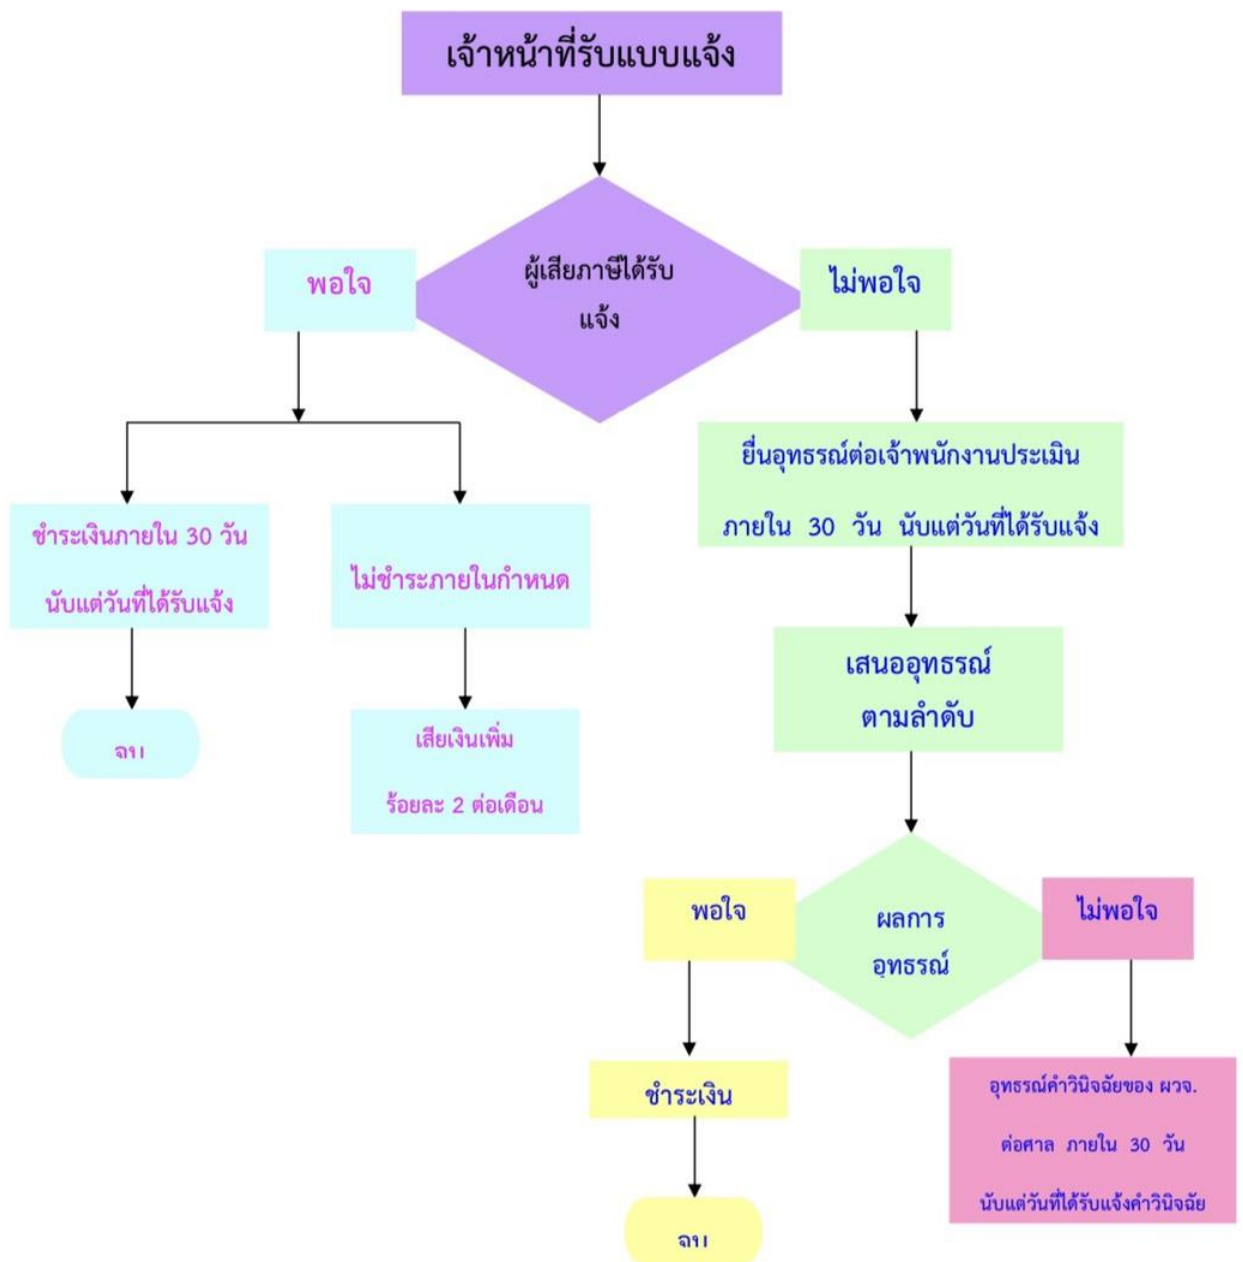 เจ้าหน้าที่รับแบบแจ้ง
ผู้เสียภาษีได้รับ
แจ้ง
พอใจ
ไม่พอใจ
ชำระเงินภายใน 30 วัน
นับแต่วันที่ได้รับแจ้ง
ไม่ชำระภายในกำหนด
ยื่นอุทธรณ์ต่อเจ้าพนักงานประเมิน
ภายใน 30 วัน นับแต่วันที่ได้รับแจ้ง
จบ
เสียเงินเพิ่ม
ร้อยละ 2 ต่อเดือน
เสนออุทธรณ์
ตามลำดับ
ผลการ
อุทธรณ์
พอใจ
ไม่พอใจ
ชำระเงิน
จบ
อุทธรณ์คำวินิจฉัยของ ผวจ.
ต่อศาล ภายใน 30 วัน
นับแต่วันที่ได้รับแจ้งคำวินิจฉัย